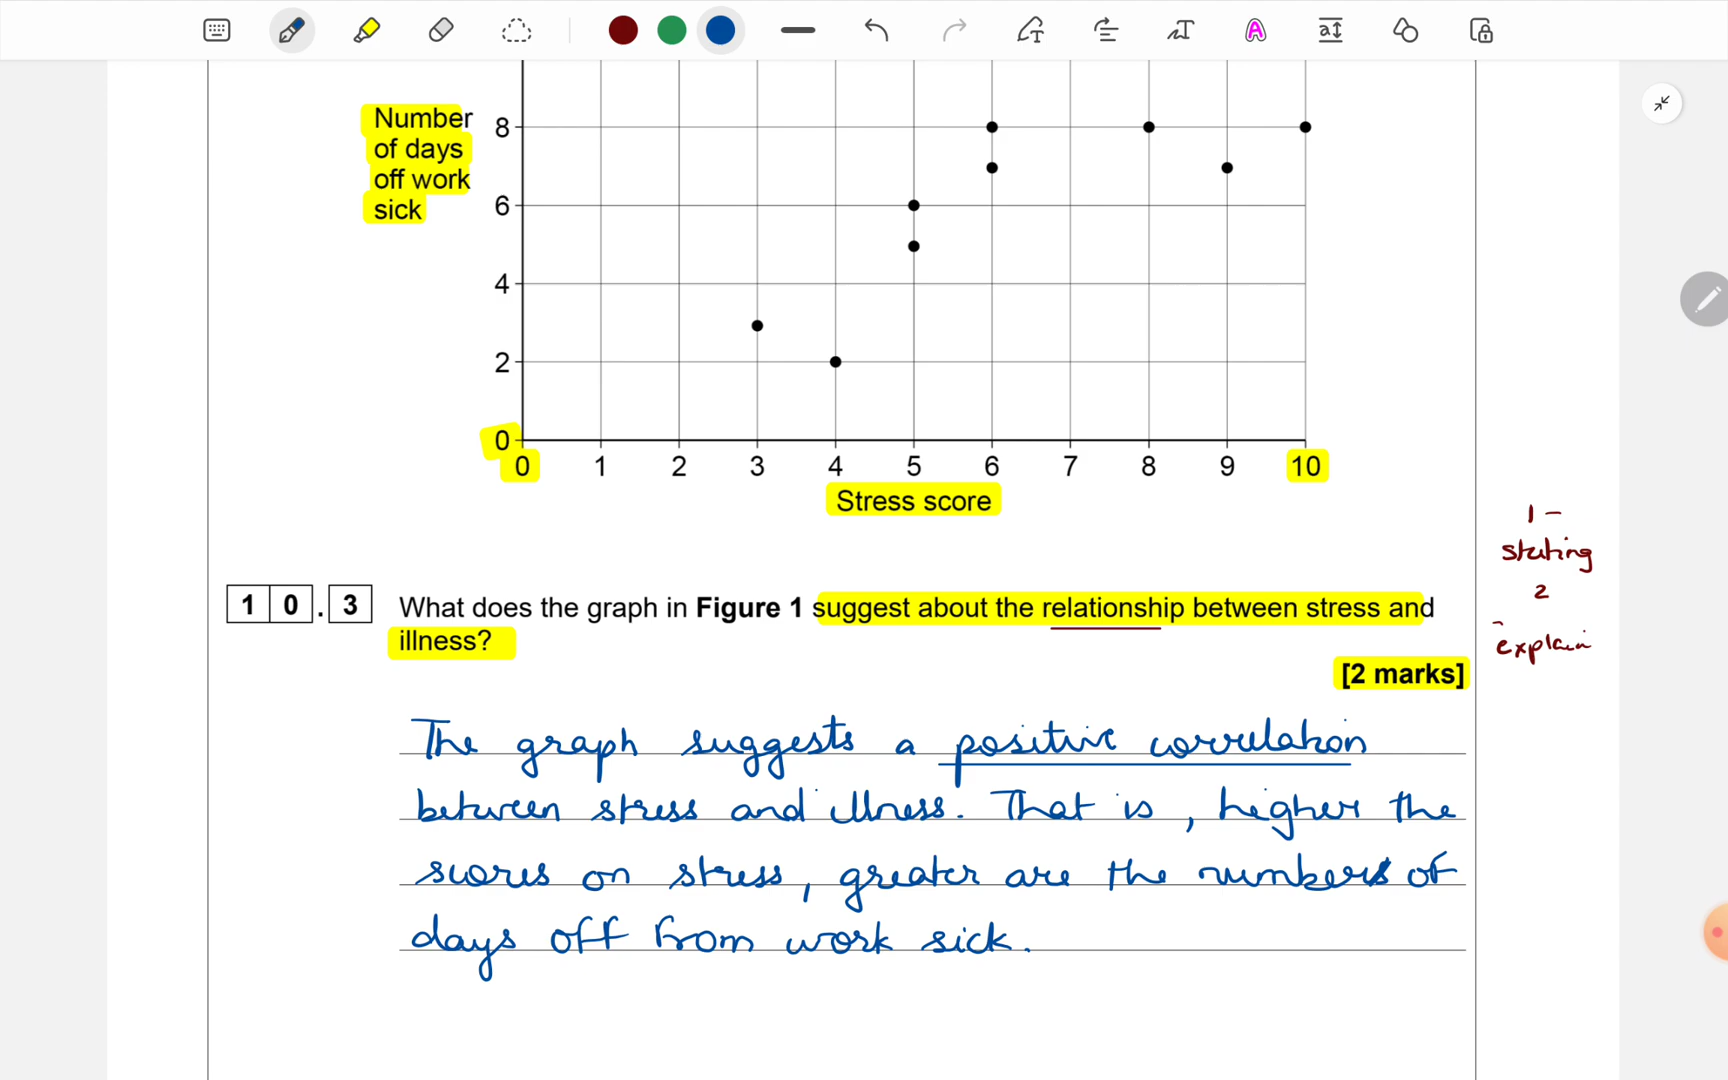 Number
of days
off work
sick
8
6
4
2
0
0 1 2 3 4 5 6 7 8 9 10
Stress score
1 -
stating
2
- explain
10.3 What does the graph in Figure 1 suggest about the relationship between stress and
illness?
[2 marks]
The graph suggests a positive correlation
between stress and illness. That is, higher the
scores on stress, greater are the numbers of
days off from work sick.